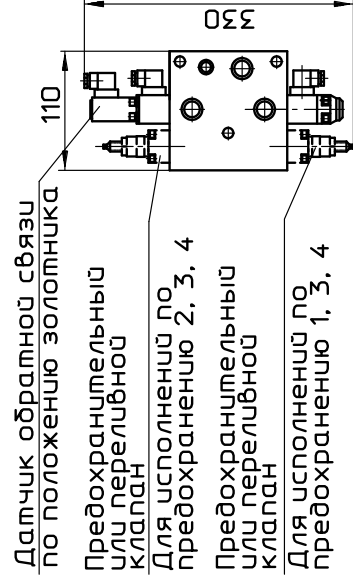 330
110
Датчик обратной связи
по положению золотника
Предохранительный
или переливной
клапан
Для исполнений по
предохранению 2, 3, 4
Предохранительный
или переливной
клапан
Для исполнений по
предохранению 1, 3, 4